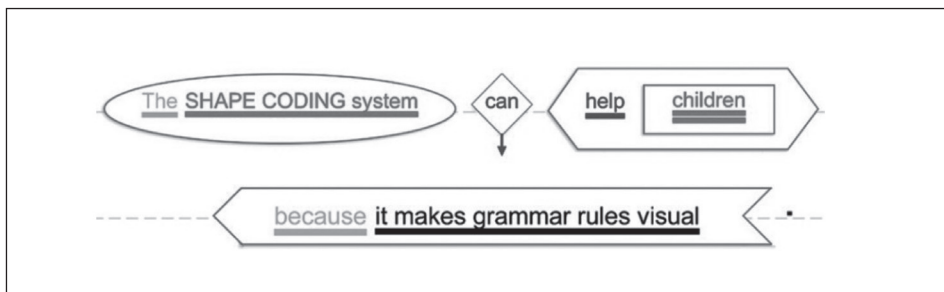 The SHAPE CODING system can help children
because it makes grammar rules visual.